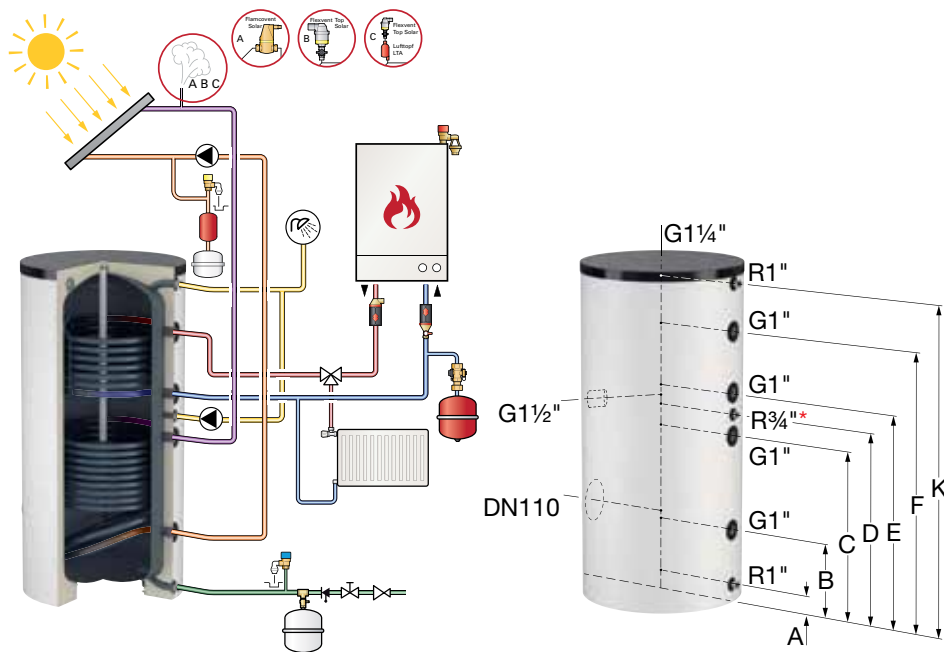 Flamcovent
Solar
A
Flexvent Top
Solar
B
Flexvent
Top Solar
C
Lufttopf
LTA
A B C
G1¼"
R1"
G1"
G1"
G1½"
R¾"*
G1"
DN110
G1"
R1"
A
B
C
D
E
F
K